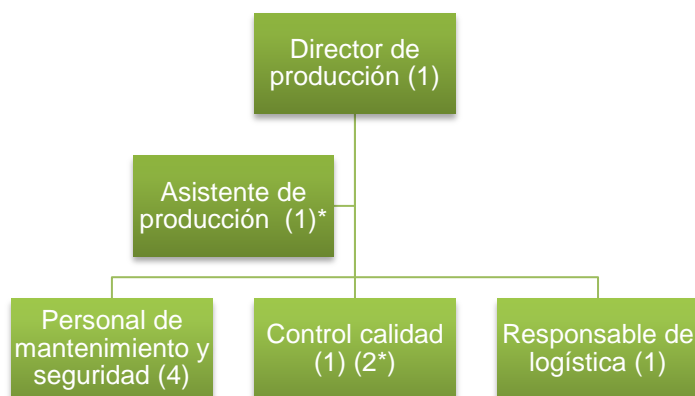 Director de
producción (1)
Asistente de
producción (1)*
Personal de
mantenimiento y
seguridad (4)
Control calidad
(1) (2*)
Responsable de
logística (1)